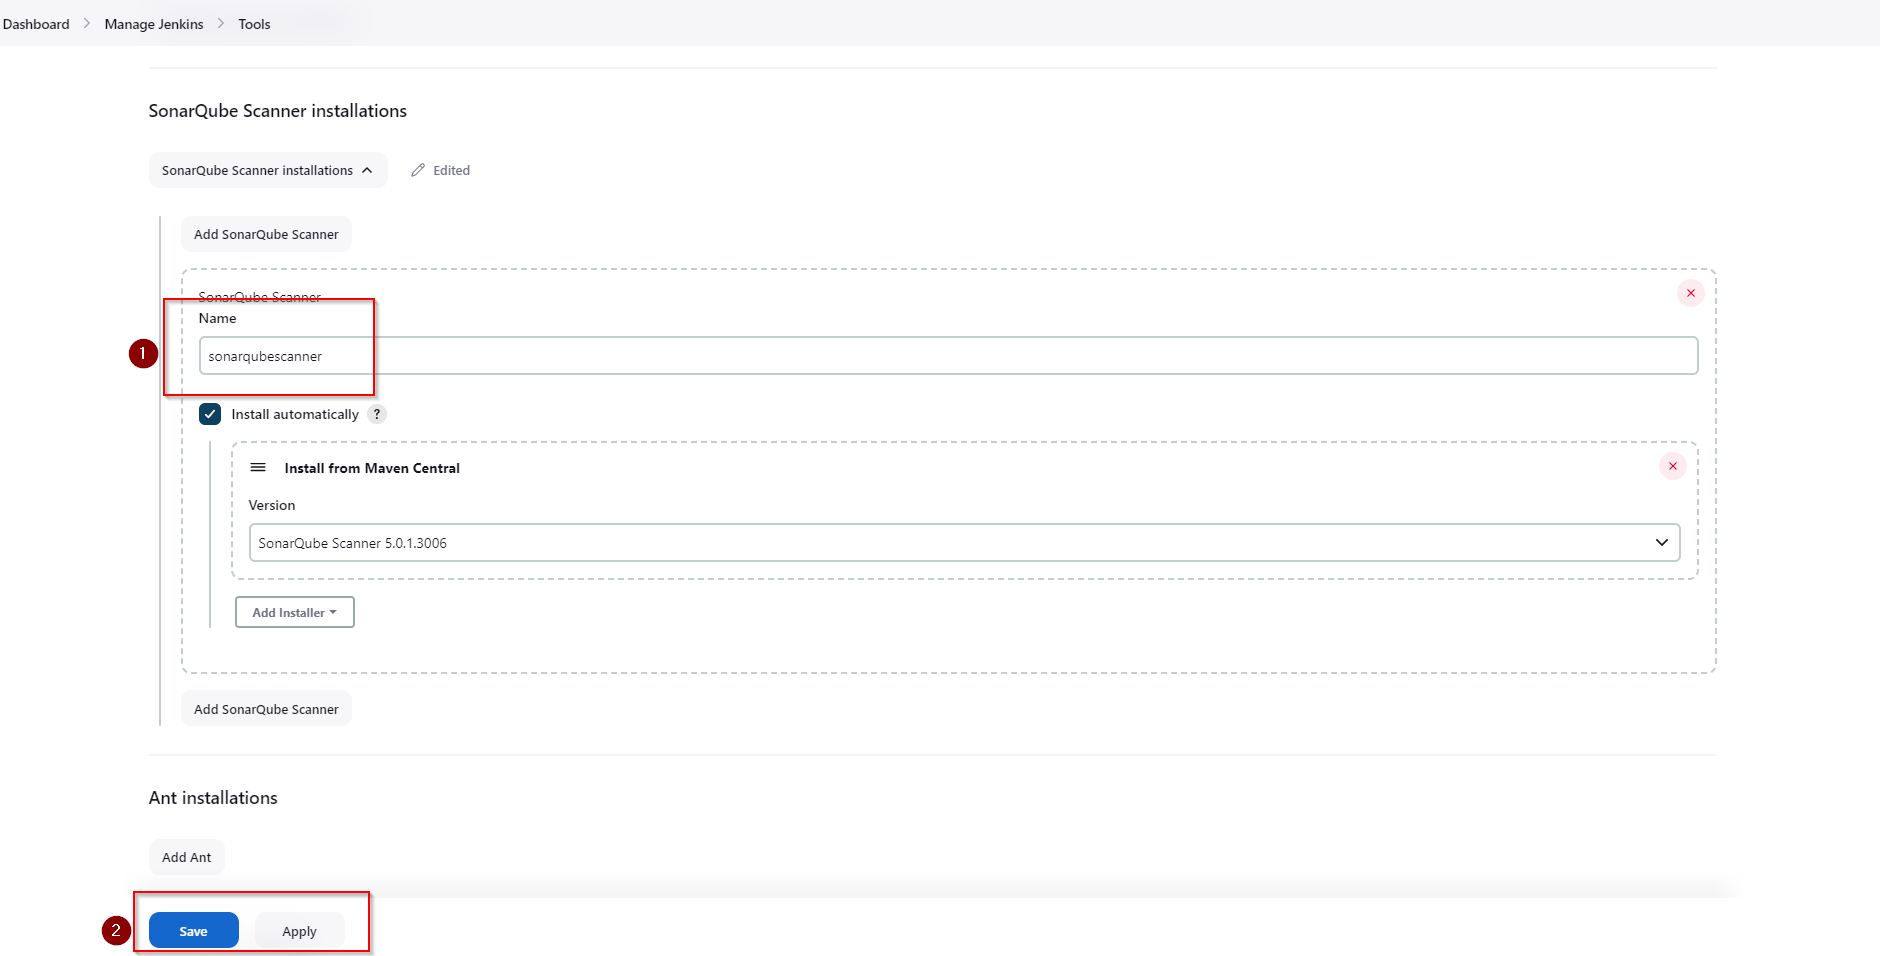 Dashboard > Manage Jenkins > Tools
SonarQube Scanner installations
SonarQube Scanner installations Edited
Add SonarQube Scanner
SonarQube Scanner
Name
1 sonarqubescanner
Install automatically ?
Install from Maven Central
Version
SonarQube Scanner 5.0.1.3006
Add Installer
Add SonarQube Scanner
Ant installations
Add Ant
2 Save Apply